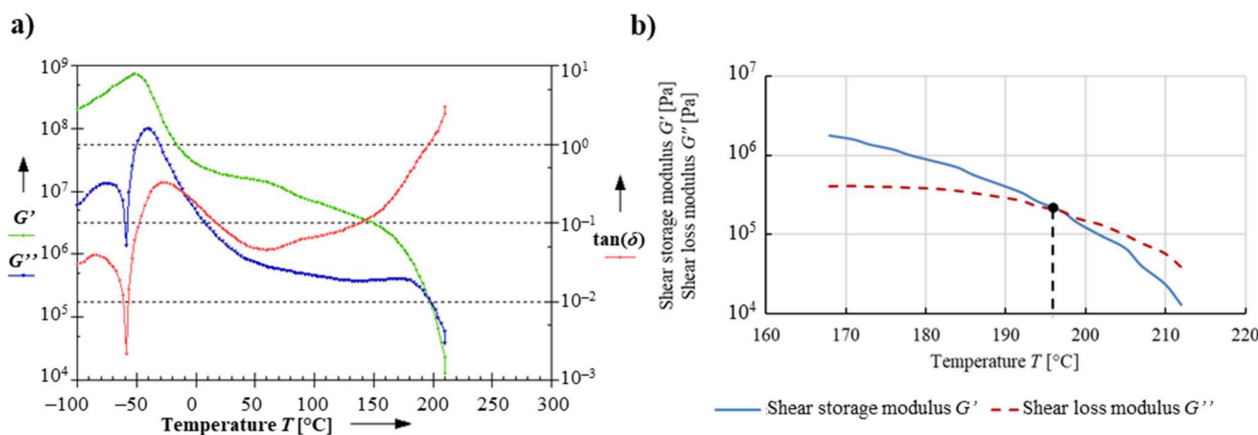 a)
10⁹
10⁸
10⁷
10⁶
10⁵
10⁴
G’
G’’
10¹
10⁰
10⁻¹
10⁻²
10⁻³
tan(δ)
−100 −50 0 50 100 150 200 250 300
Temperature T [°C]
b)
Shear storage modulus G′ [Pa]
Shear loss modulus G″ [Pa]
10⁷
10⁶
10⁵
10⁴
160 170 180 190 200 210 220
Temperature T [°C]
Shear storage modulus G’ Shear loss modulus G’’